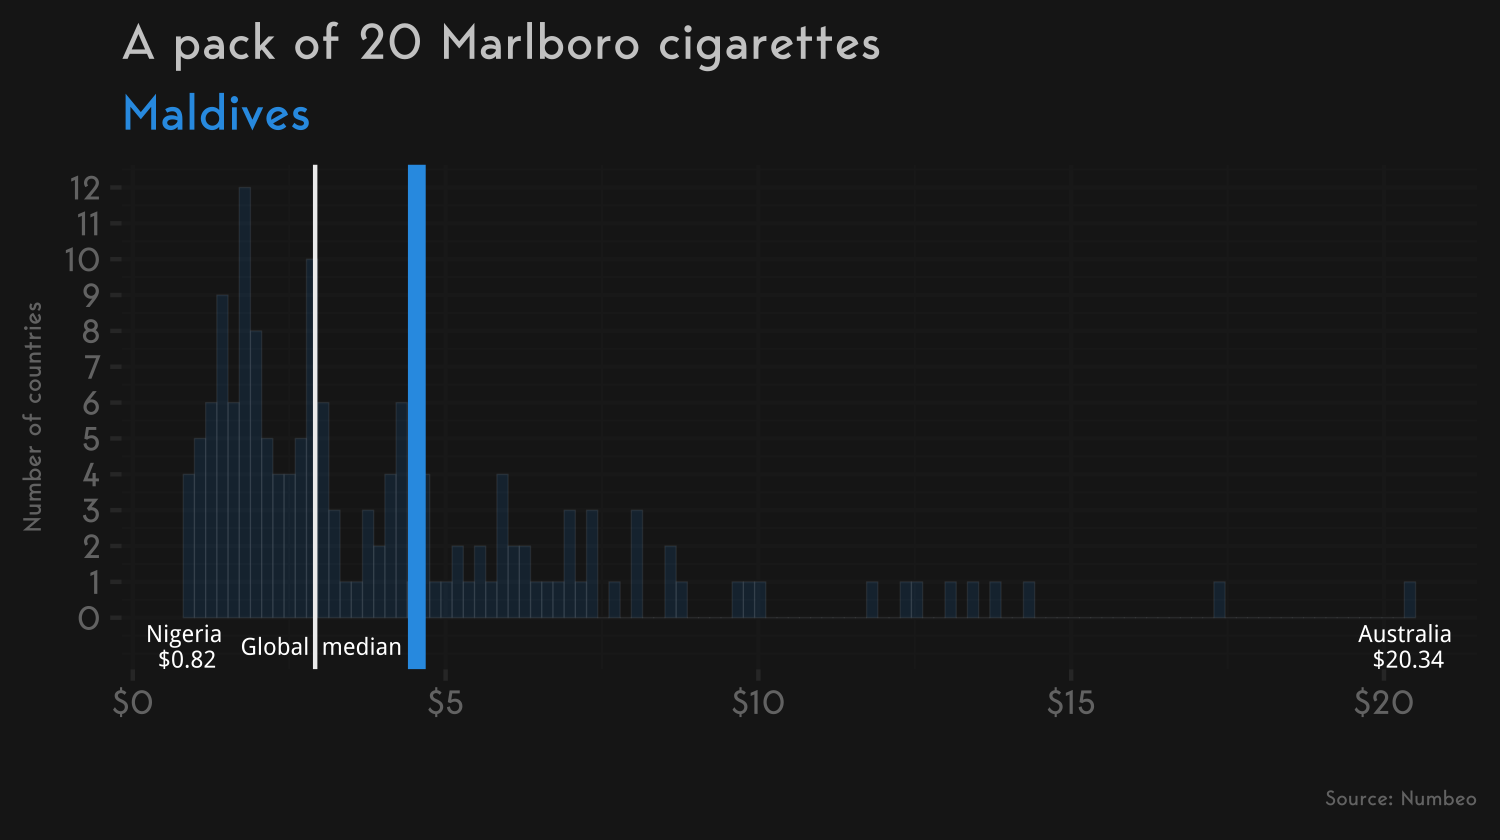 A pack of 20 Marlboro cigarettes
Maldives
Number of countries
12
11
10
9
8
7
6
5
4
3
2
1
0
Nigeria
$0.82
Global median
Australia
$20.34
$0 $5 $10 $15 $20
Source: Numbeo